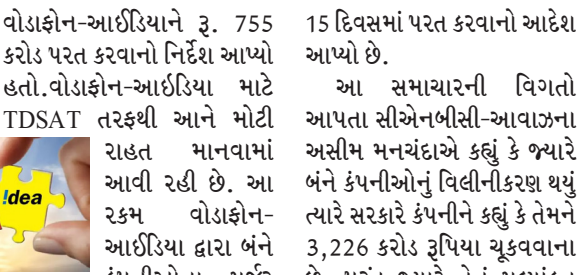 વોડાફોન-આઈડિયાને રૂ. 755
કરોડ પરત કરવાનો નિર્દેશ આપ્યો
હતો.વોડાફોન-આઇડિયા માટે
TDSAT તરફથી આને મોટી
રાહત માનવામાં
આવી રહી છે. આ
રકમ વોડાફોન-
આઈડિયા દ્વારા બંને
!dea
15 દિવસમાં પરત કરવાનો આદેશ
આપ્યો છે.
આ સમાચારની વિગતો
આપતા સીએનબીસી-આવાઝના
અસીમ મનચંદાએ કહ્યું કે જ્યારે
બંને કંપનીઓનું વિલીનીકરણ થયું
ત્યારે સરકારે કંપનીને કહ્યું કે તેમને
3,226 કરોડ રૂપિયા ચૂકવવાના